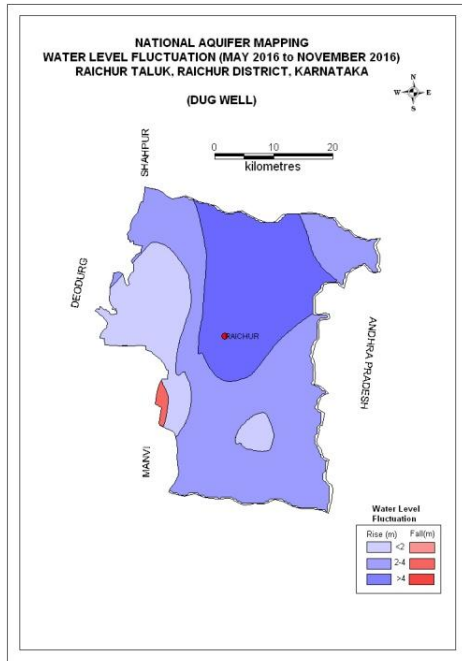 NATIONAL AQUIFER MAPPING
WATER LEVEL FLUCTUATION (MAY 2016 to NOVEMBER 2016)
RAICHUR TALUK, RAICHUR DISTRICT, KARNATAKA
(DUG WELL)
N
W E
S
0 10 20
kilometres
SHAHPUR
DEODURG
RAICHUR
ANDHRA PRADESH
MANVI
Water Level
Fluctuation
Rise (m) Fall(m)
<2
2-4
>4